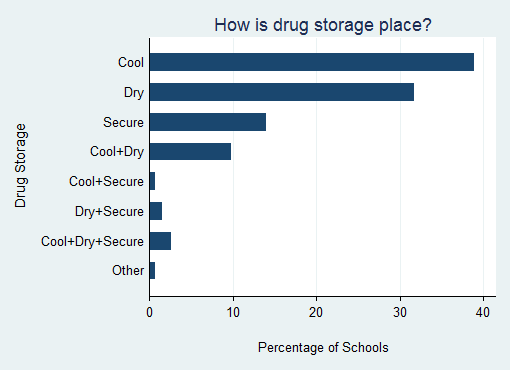 How is drug storage place?
Drug Storage
Cool
Dry
Secure
Cool+Dry
Cool+Secure
Dry+Secure
Cool+Dry+Secure
Other
0 10 20 30 40
Percentage of Schools